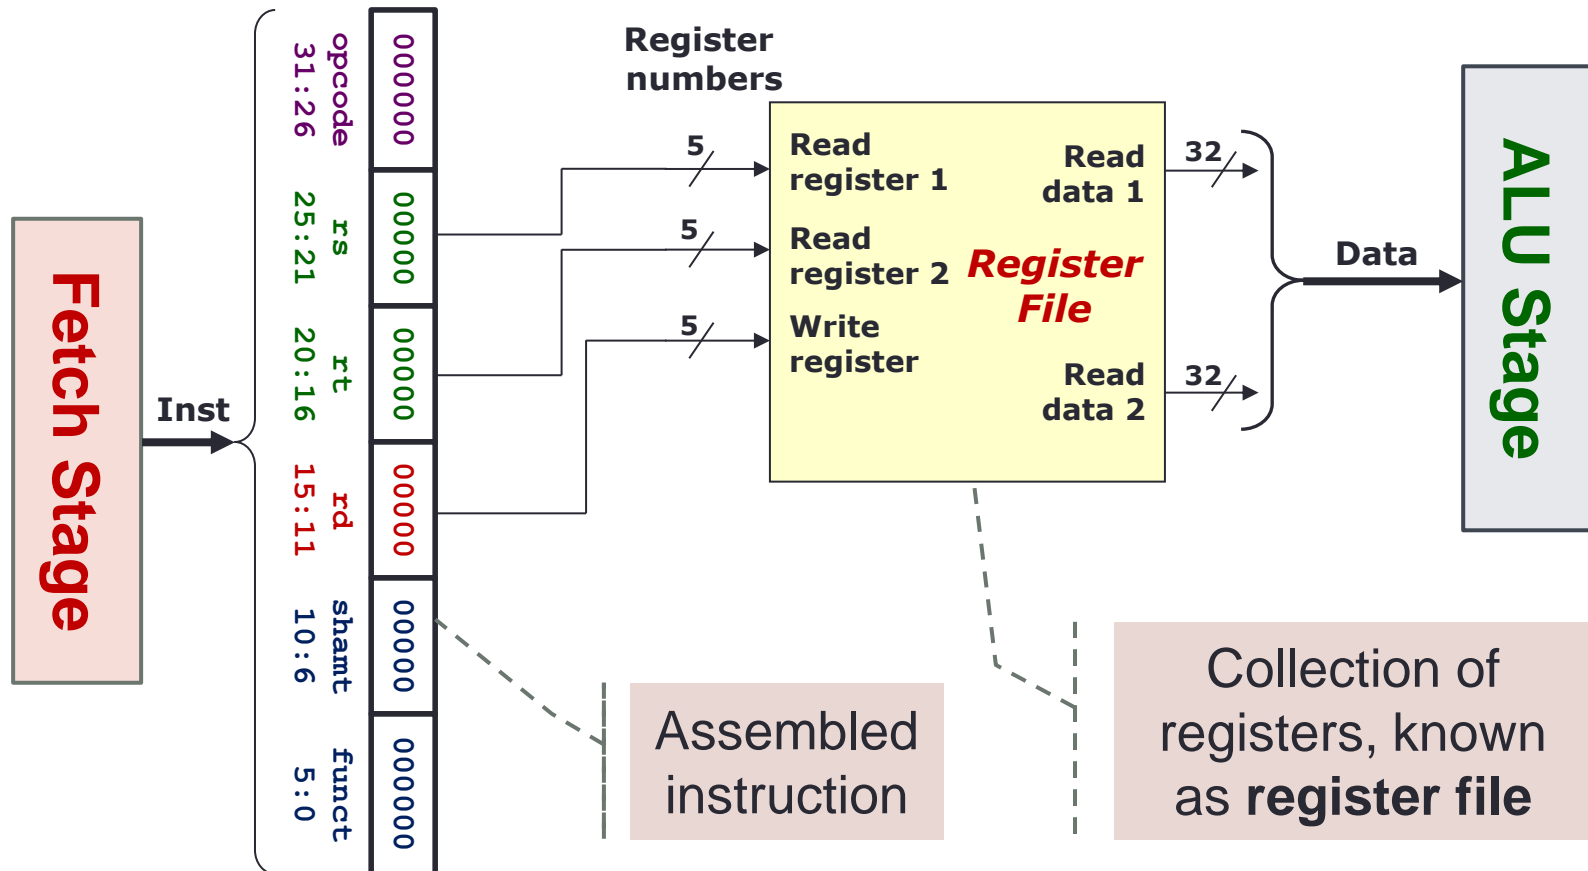 Fetch Stage
Inst
opcode
31:26
000000
rs
25:21
00000
rt
20:16
00000
rd
15:11
00000
shamt
10:6
00000
funct
5:0
000000
Register
numbers
5
5
5
Read
register 1
Read
register 2
Write
register
Register
File
Read
data 1
Read
data 2
32
32
Data
ALU Stage
Assembled
instruction
Collection of
registers, known
as register file